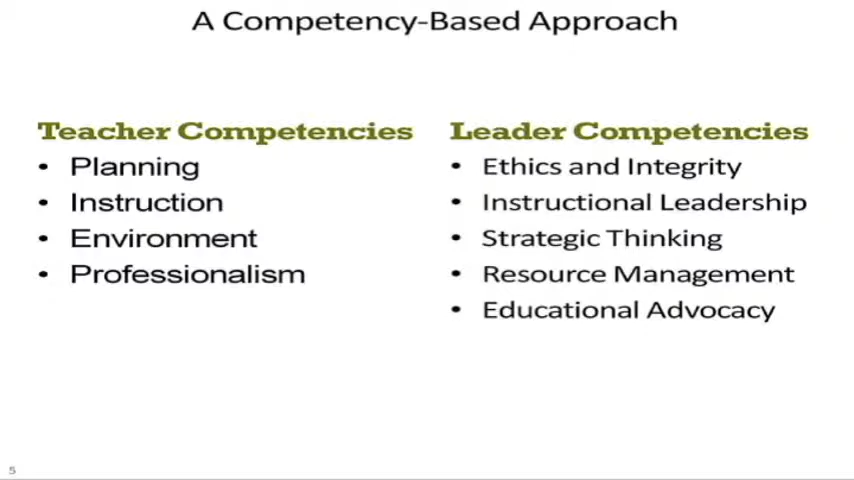 A Competency-Based Approach
Teacher Competencies
• Planning
• Instruction
• Environment
• Professionalism
Leader Competencies
• Ethics and Integrity
• Instructional Leadership
• Strategic Thinking
• Resource Management
• Educational Advocacy
5